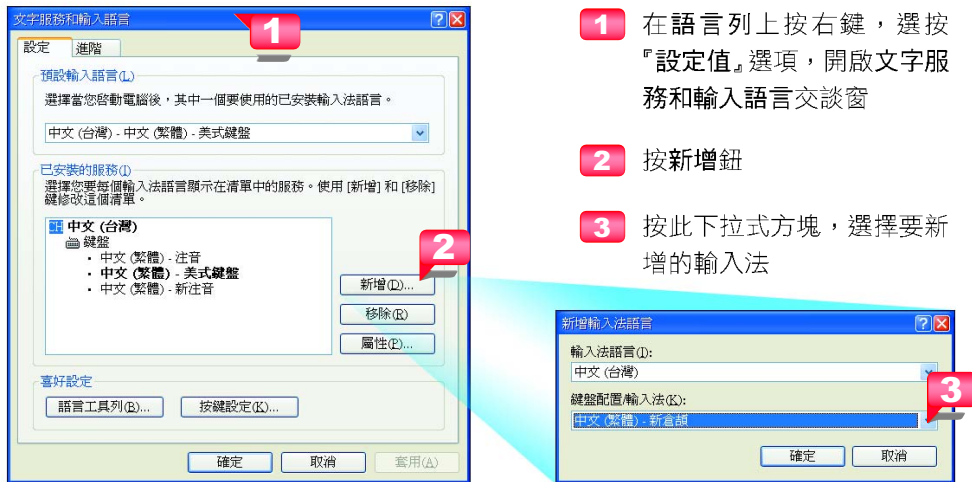 文字服務和輸入語言
1
設定
進階
預設輸入語言(L)
選擇當您啟動電腦後，其中一個要使用的已安裝輸入法語言。
中文 (台灣) - 中文 (繁體) - 美式鍵盤
已安裝的服務(I)
選擇您要每個輸入法語言顯示在清單中的服務。使用 [新增] 和 [移除]
鍵修改這個清單。
CH 中文 (台灣)
鍵盤
• 中文 (繁體) - 注音
• 中文 (繁體) - 美式鍵盤
• 中文 (繁體) - 新注音
2
新增(D)...
移除(R)
屬性(P)...
喜好設定
語言工具列(B)...
按鍵設定(K)...
確定
取消
套用(A)
1 在語言列上按右鍵，選按
『設定值』選項，開啟文字服
務和輸入語言交談窗
2 按新增鈕
3 按此下拉式方塊，選擇要新
增的輸入法
新增輸入法語言
輸入法語言(I):
中文 (台灣)
3
鍵盤配置/輸入法(K):
中文 (繁體) - 新倉頡
確定
取消